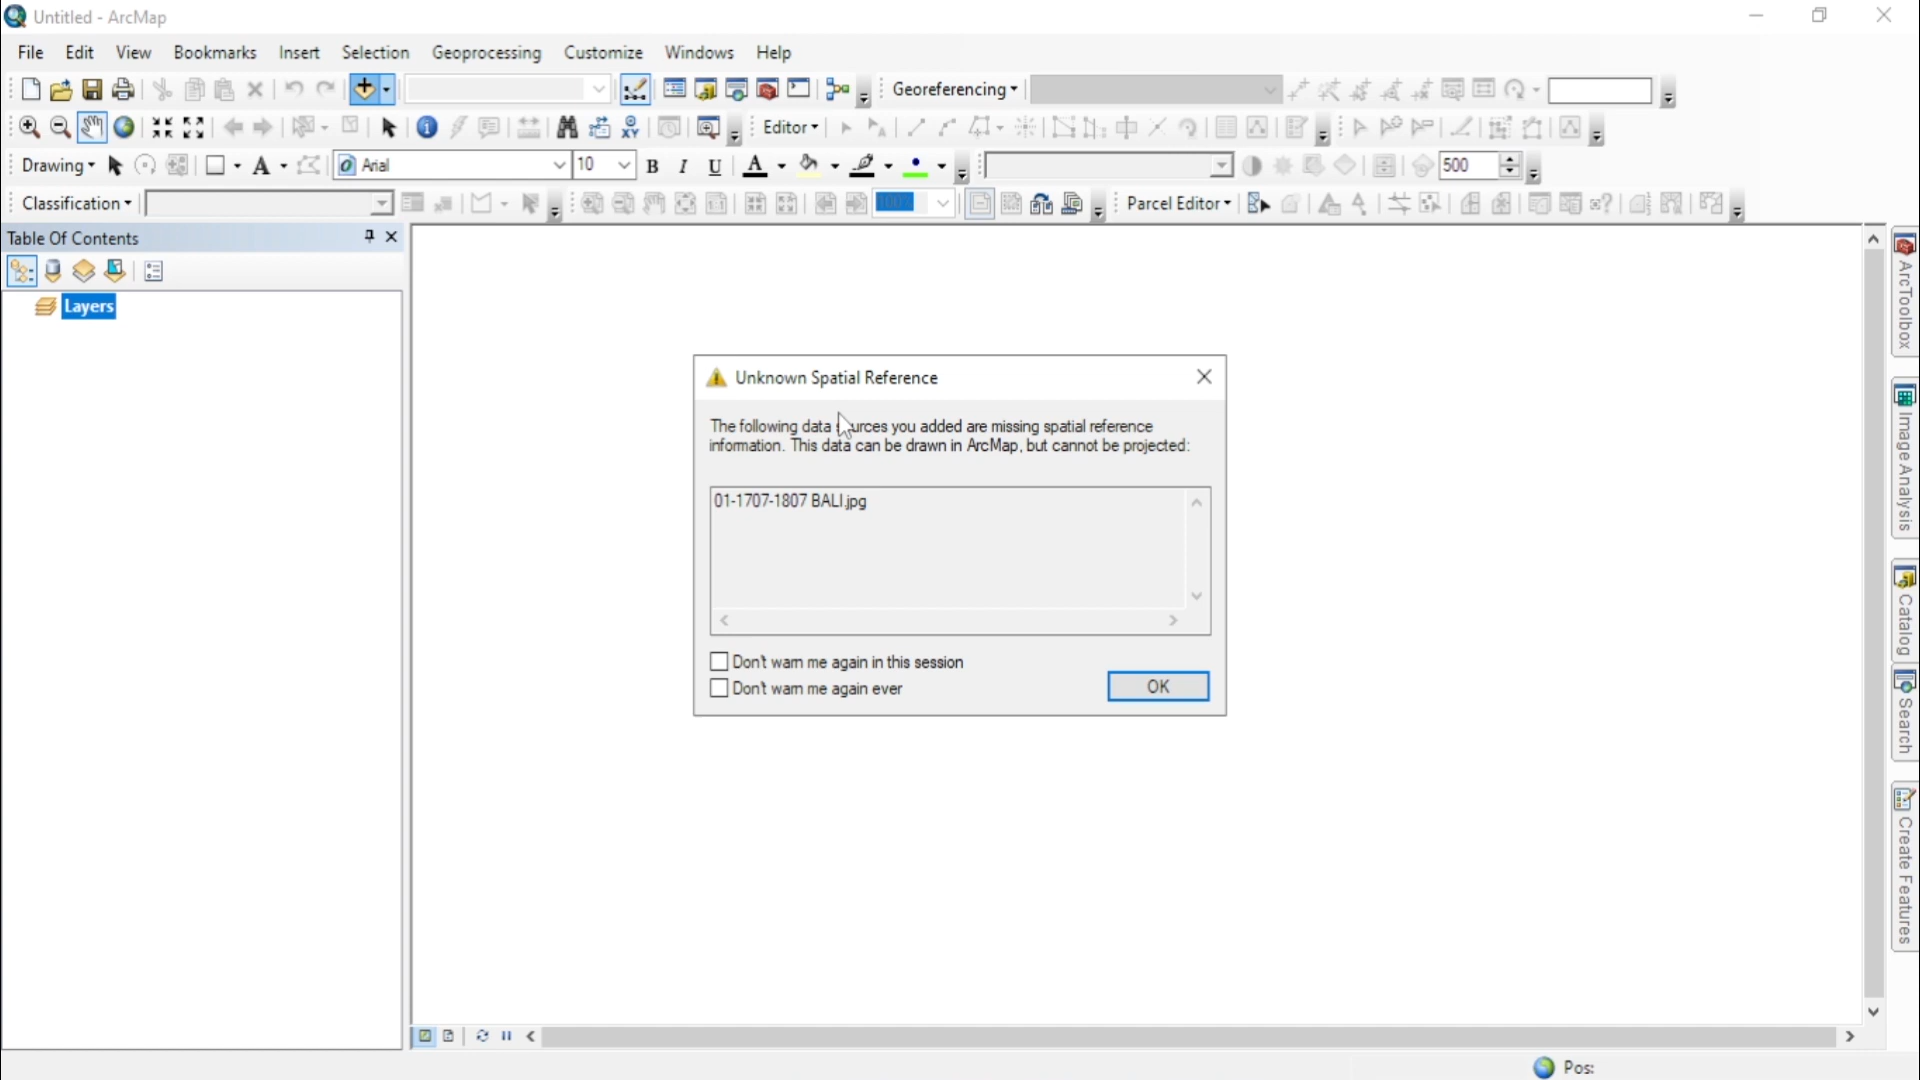 Untitled - ArcMap
File Edit View Bookmarks Insert Selection Geoprocessing Customize Windows Help
Georeferencing
Editor
Drawing Arial 10 B I U A 500
Classification 100% Parcel Editor
Table Of Contents
Layers
Unknown Spatial Reference
The following data sources you added are missing spatial reference
information. This data can be drawn in ArcMap, but cannot be projected:
01-1707-1807 BALI.jpg
Don't warn me again in this session
Don't warn me again ever
OK
ArcToolbox
Image Analysis
Catalog
Search
Create Features
Pos: